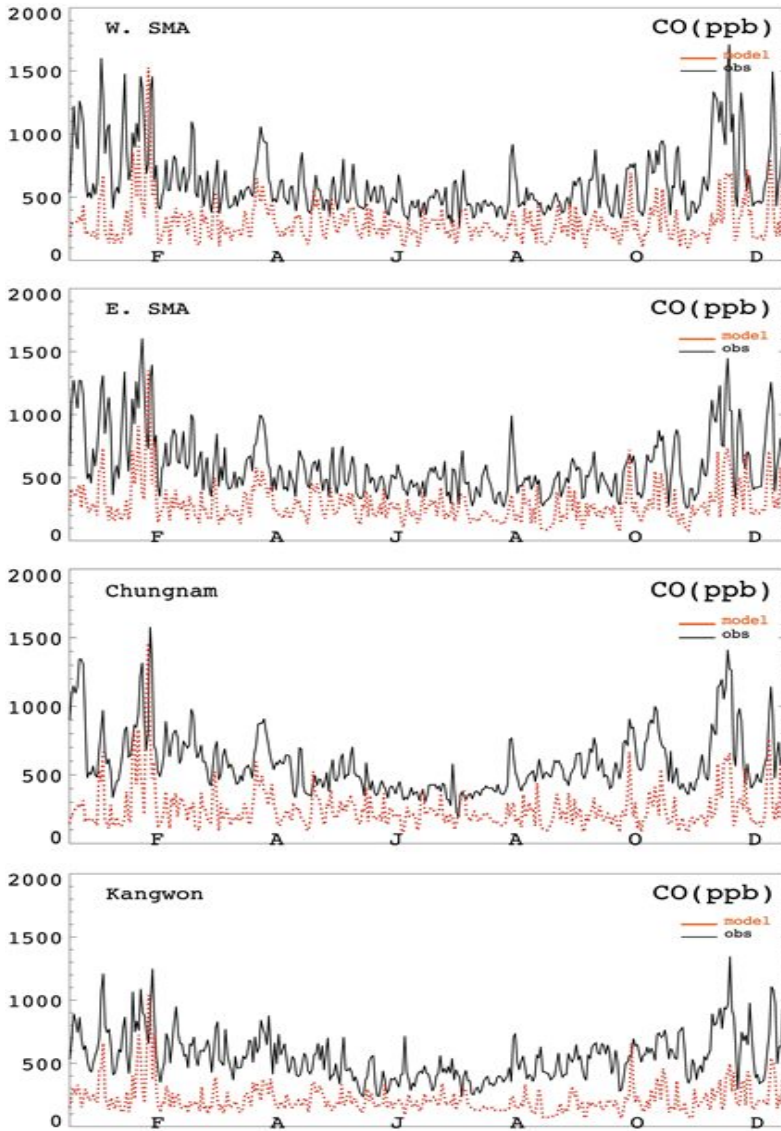 2000
W. SMA CO(ppb)
model
obs
1500
1000
500
0
F A J A O D
2000
E. SMA CO(ppb)
model
obs
1500
1000
500
0
F A J A O D
2000
Chungnam CO(ppb)
model
obs
1500
1000
500
0
F A J A O D
2000
Kangwon CO(ppb)
model
obs
1500
1000
500
0
F A J A O D